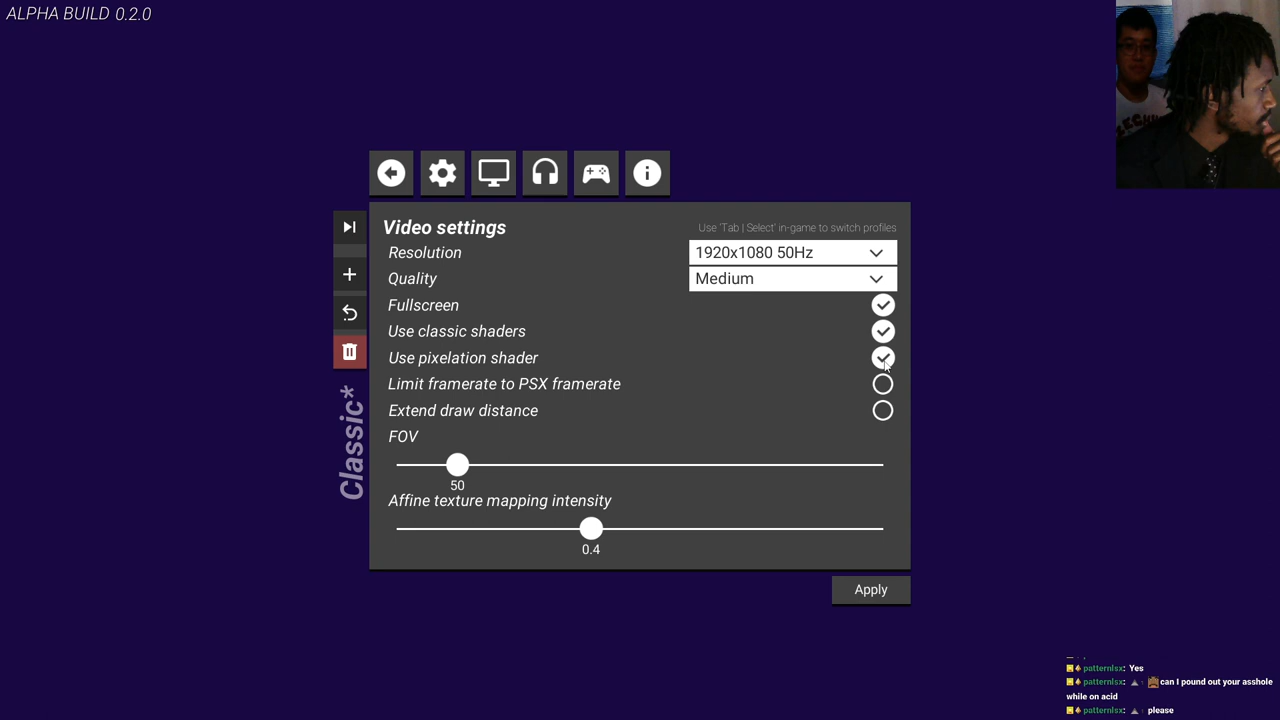 ALPHA BUILD 0.2.0
Video settings
Use 'Tab | Select' in-game to switch profiles
Resolution
1920x1080 50Hz
Quality
Medium
Fullscreen
Use classic shaders
Use pixelation shader
Limit framerate to PSX framerate
Extend draw distance
FOV
50
Affine texture mapping intensity
0.4
Classic*
Apply
patternlsx: Yes
patternlsx: can I pound out your asshole
while on acid
patternlsx: please